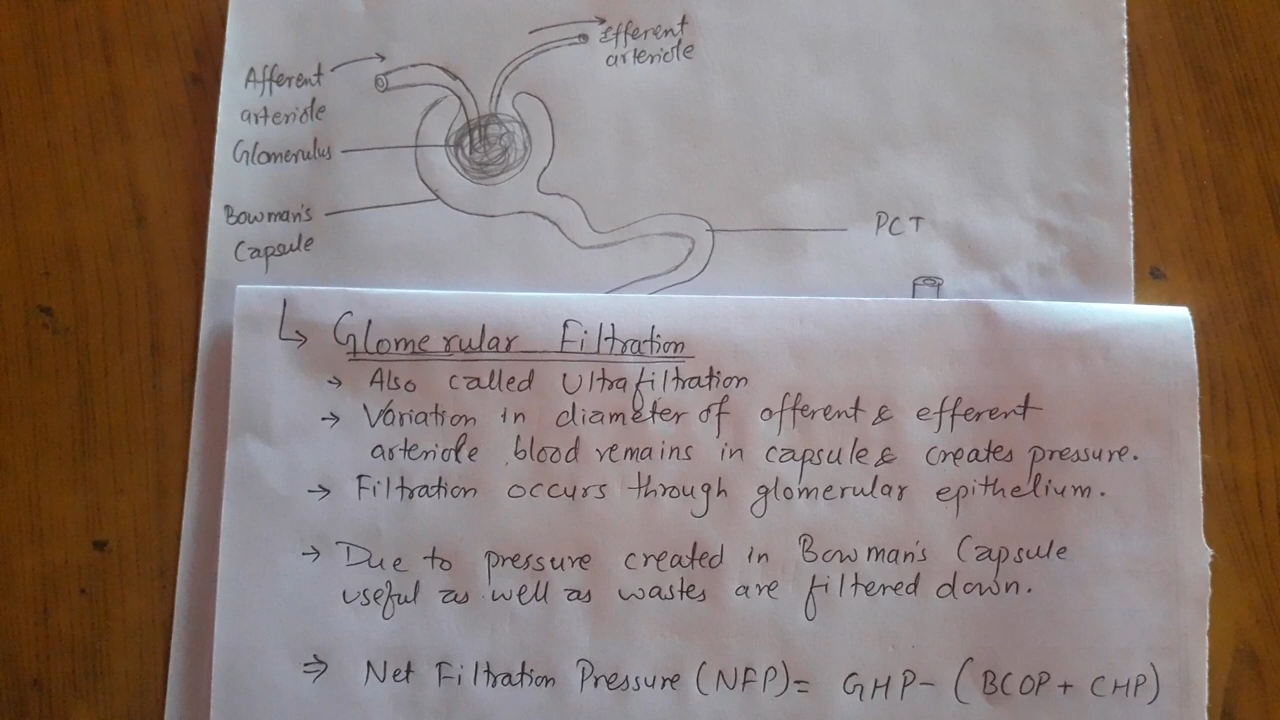 Efferent
arteriole
Afferent
arteriole
Glomerulus
Bowman's
Capsule
PCT
↳ Glomerular Filtration
→ Also called Ultrafiltration
→ Variation in diameter of afferent & efferent
arteriole blood remains in capsule & creates pressure.
→ Filtration occurs through glomerular epithelium.
→ Due to pressure created in Bowman's Capsule
useful as well as wastes are filtered down.
⇒ Net Filtration Pressure (NFP) = GHP - (BCOP + CHP)